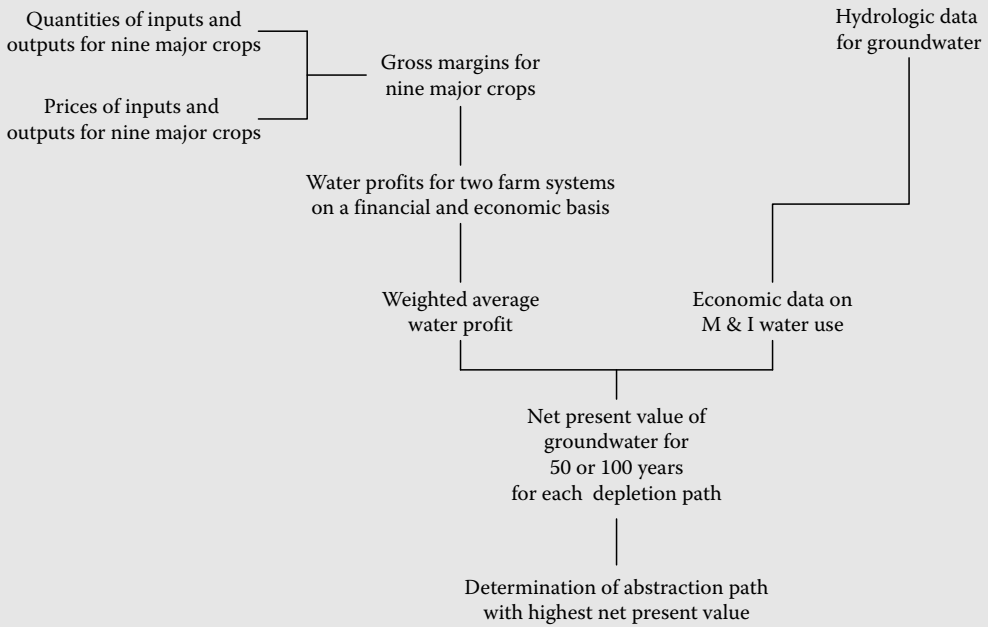 Quantities of inputs and
outputs for nine major crops
Hydrologic data
for groundwater
Gross margins for
nine major crops
Prices of inputs and
outputs for nine major crops
Water profits for two farm systems
on a financial and economic basis
Weighted average
water profit
Economic data on
M & I water use
Net present value of
groundwater for
50 or 100 years
for each depletion path
Determination of abstraction path
with highest net present value